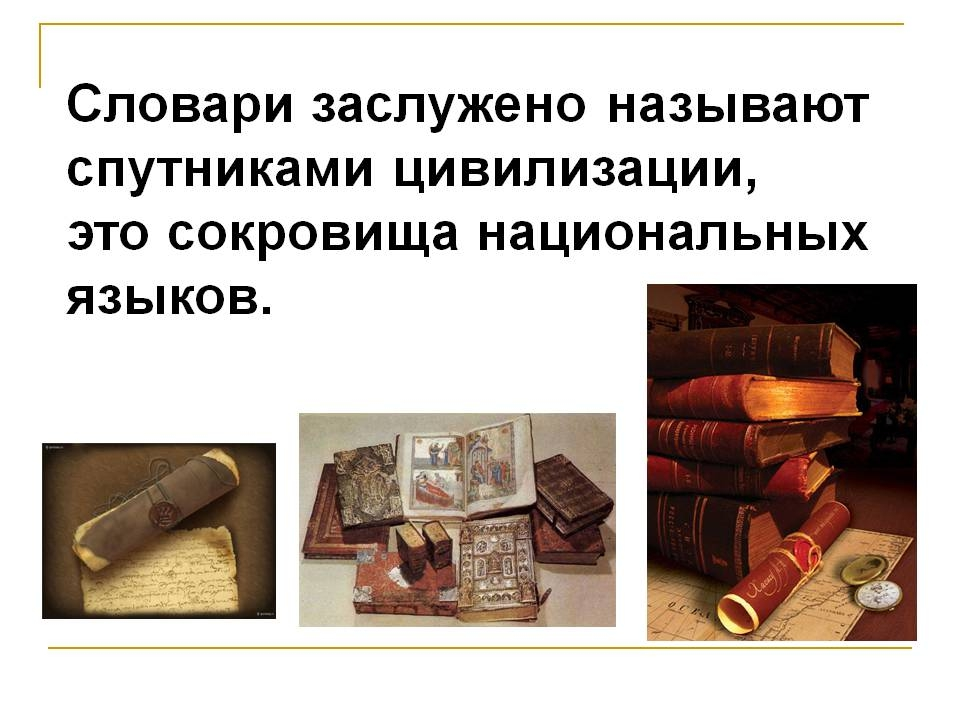 Словари заслужено называют
спутниками цивилизации,
это сокровища национальных
языков.